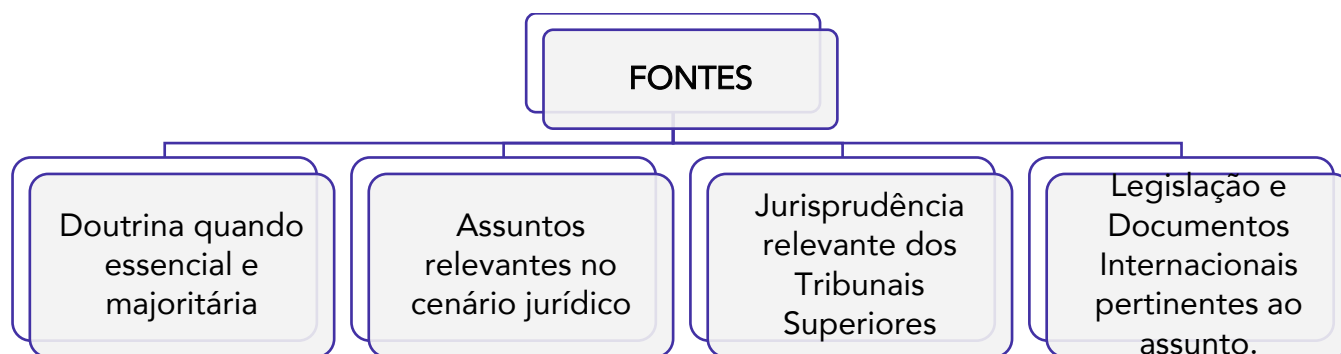 FONTES
Doutrina quando
essencial e
majoritária
Assuntos
relevantes no
cenário jurídico
Jurisprudência
relevante dos
Tribunais
Superiores
Legislação e
Documentos
Internacionais
pertinentes ao
assunto.